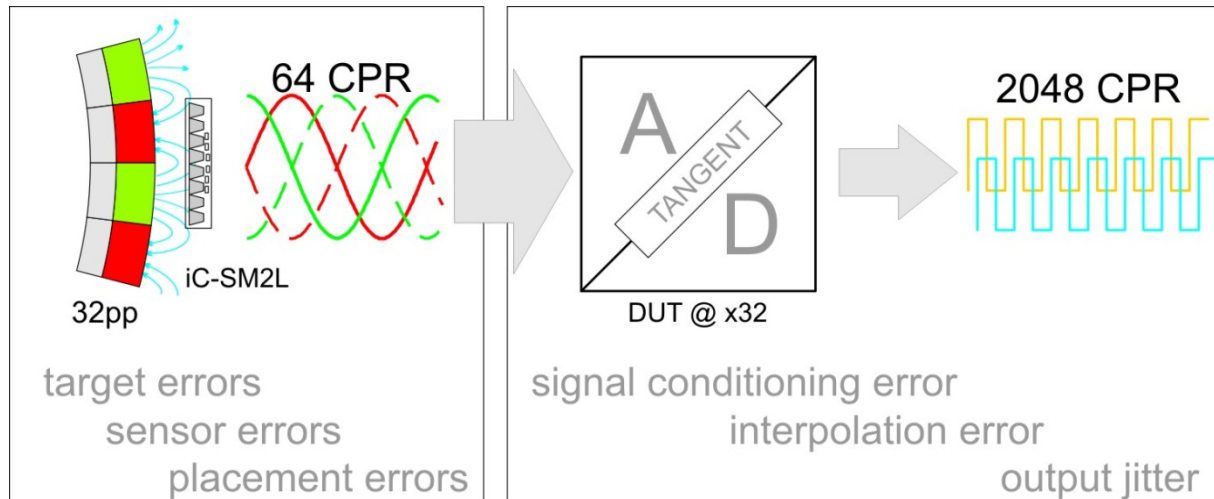 64 CPR
iC-SM2L
32pp
target errors
sensor errors
placement errors
A
TANGENT
D
DUT @ x32
2048 CPR
signal conditioning error
interpolation error
output jitter